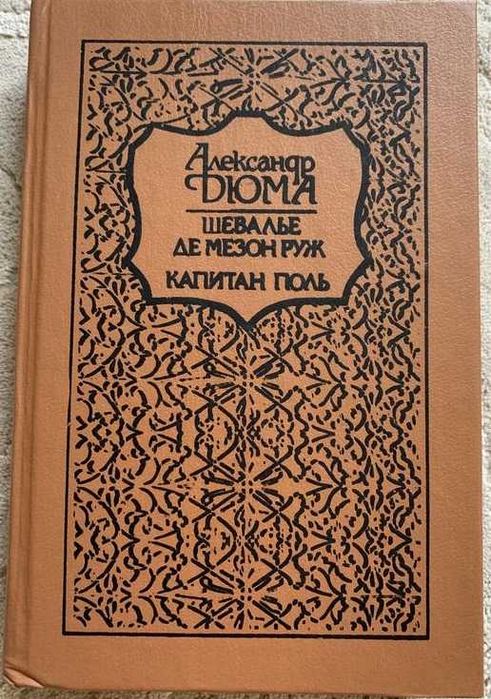 Александр
ДЮМА
ШЕВАЛЬЕ
ДЕ МЕЗОН РУЖ
КАПИТАН ПОЛЬ